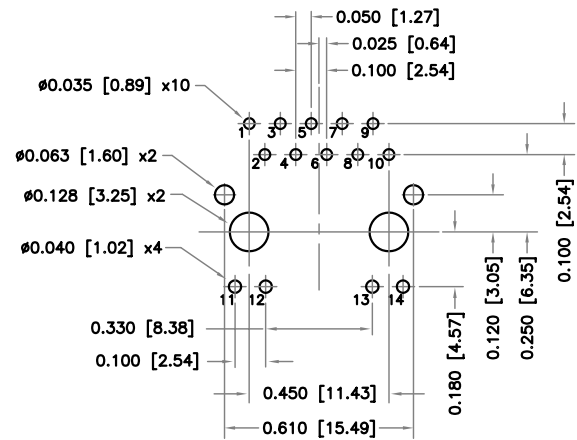 0.050 [1.27]
0.025 [0.64]
0.100 [2.54]
ø0.035 [0.89] x10
1 3 5 7 9
2 4 6 8 10
ø0.063 [1.60] x2
ø0.128 [3.25] x2
ø0.040 [1.02] x4
11 12 13 14
0.100 [2.54]
0.250 [6.35]
0.120 [3.05]
0.180 [4.57]
0.330 [8.38]
0.100 [2.54]
0.450 [11.43]
0.610 [15.49]